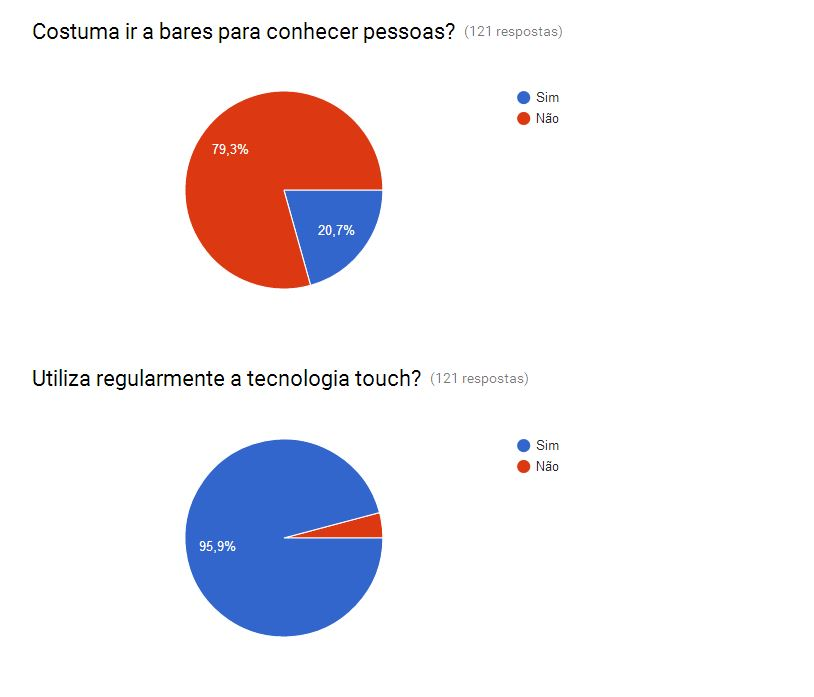 Costuma ir a bares para conhecer pessoas? (121 respostas)
Sim
Não
79,3%
20,7%
Utiliza regularmente a tecnologia touch? (121 respostas)
Sim
Não
95,9%